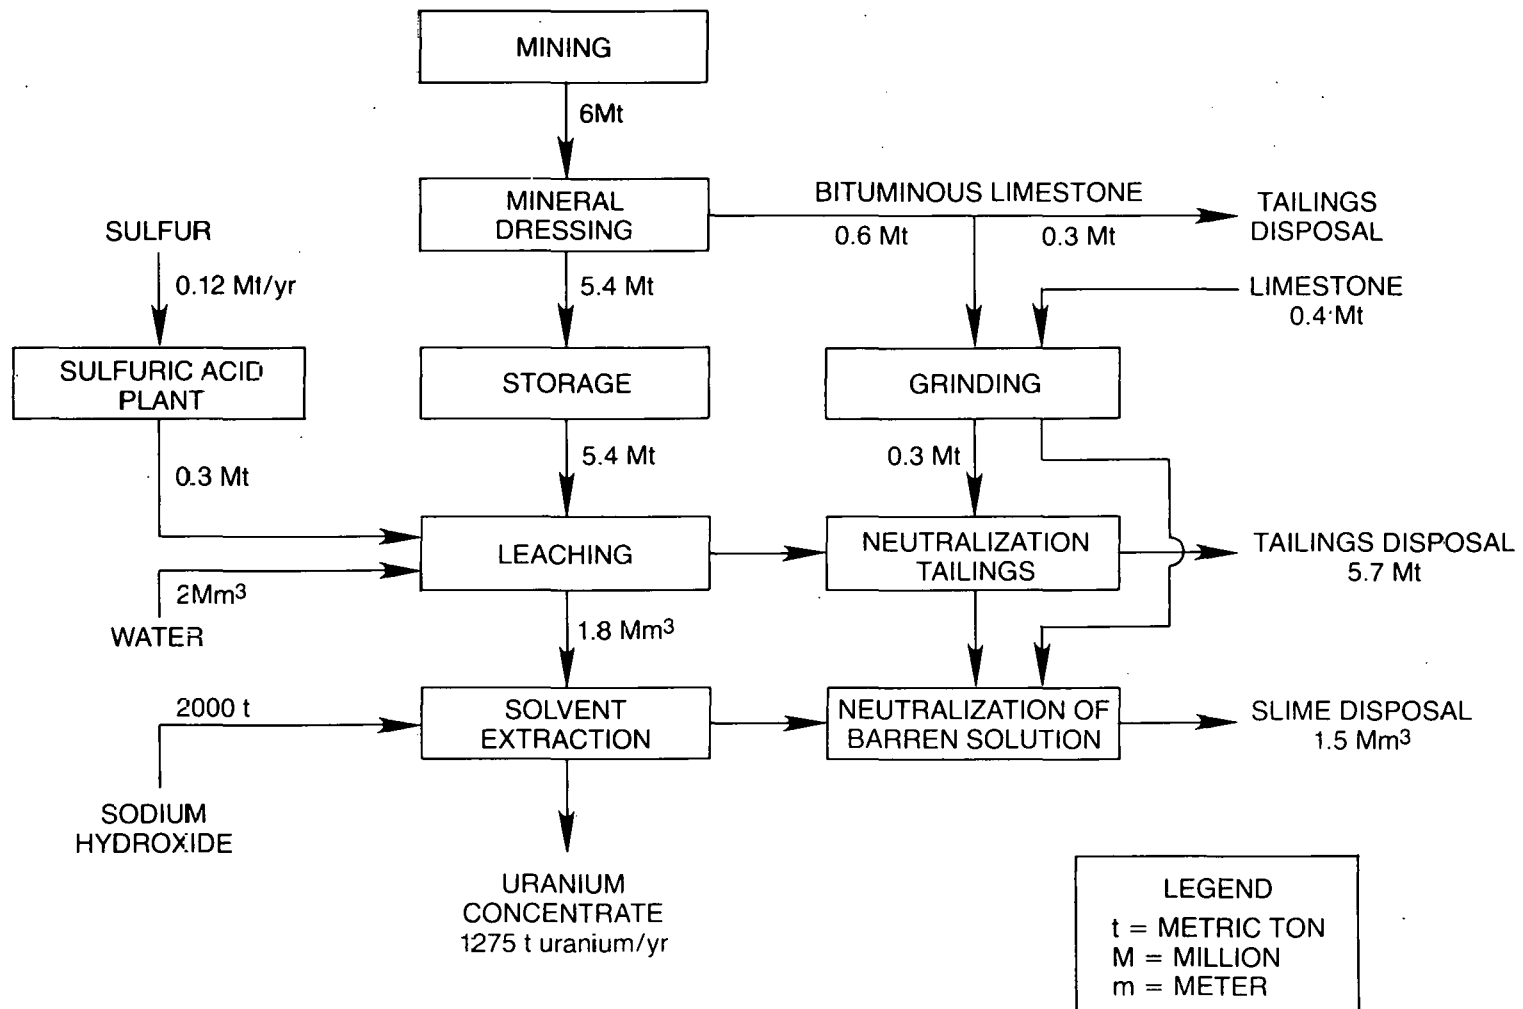 MINING
6Mt
MINERAL
DRESSING
BITUMINOUS LIMESTONE
0.6 Mt
0.3 Mt
TAILINGS
DISPOSAL
SULFUR
0.12 Mt/yr
5.4 Mt
LIMESTONE
0.4 Mt
SULFURIC ACID
PLANT
STORAGE
GRINDING
0.3 Mt
5.4 Mt
0.3 Mt
LEACHING
NEUTRALIZATION
TAILINGS
TAILINGS DISPOSAL
5.7 Mt
2Mm³
WATER
1.8 Mm³
2000 t
SOLVENT
EXTRACTION
NEUTRALIZATION OF
BARREN SOLUTION
SLIME DISPOSAL
1.5 Mm³
SODIUM
HYDROXIDE
URANIUM
CONCENTRATE
1275 t uranium/yr
LEGEND
t = METRIC TON
M = MILLION
m = METER